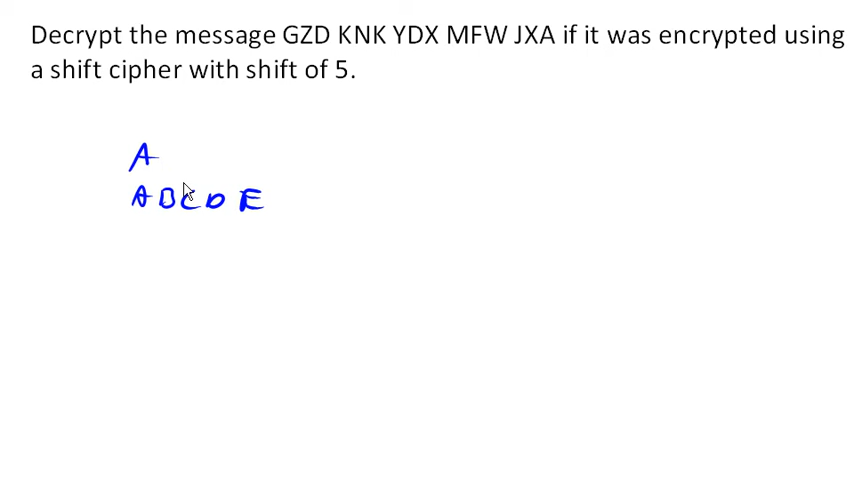 Decrypt the message GZD KNK YDX MFW JXA if it was encrypted using
a shift cipher with shift of 5.
A
A B C D E